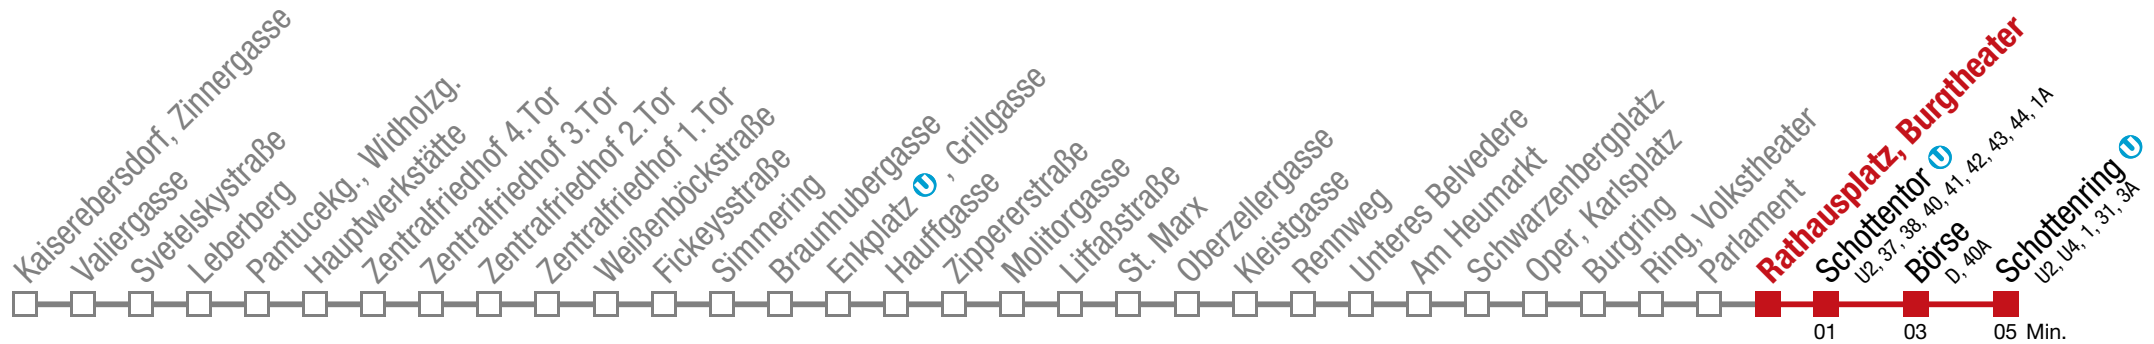 Kaiserebersdorf, Zinnergasse
Valiergasse
Svetelskystraße
Leberberg
Pantucekg., Widholzg.
Hauptwerkstätte
Zentralfriedhof 4.Tor
Zentralfriedhof 3.Tor
Zentralfriedhof 2.Tor
Zentralfriedhof 1.Tor
Weißenböckstraße
Fickeysstraße
Simmering
Braunhubergasse
Enkplatz U , Grillgasse
Hauffgasse
Zippererstraße
Molitorgasse
Litfaßstraße
St. Marx
Oberzellergasse
Kleistgasse
Rennweg
Unteres Belvedere
Am Heumarkt
Schwarzenbergplatz
Oper, Karlsplatz
Burgring
Ring, Volkstheater
Parlament
Rathausplatz, Burgtheater
Schottentor U
U2, 37, 38, 40, 41, 42, 43, 44, 1A
Börse
D, 40A
Schottenring U
U2, U4, 1, 31, 3A
01 03 05 Min.